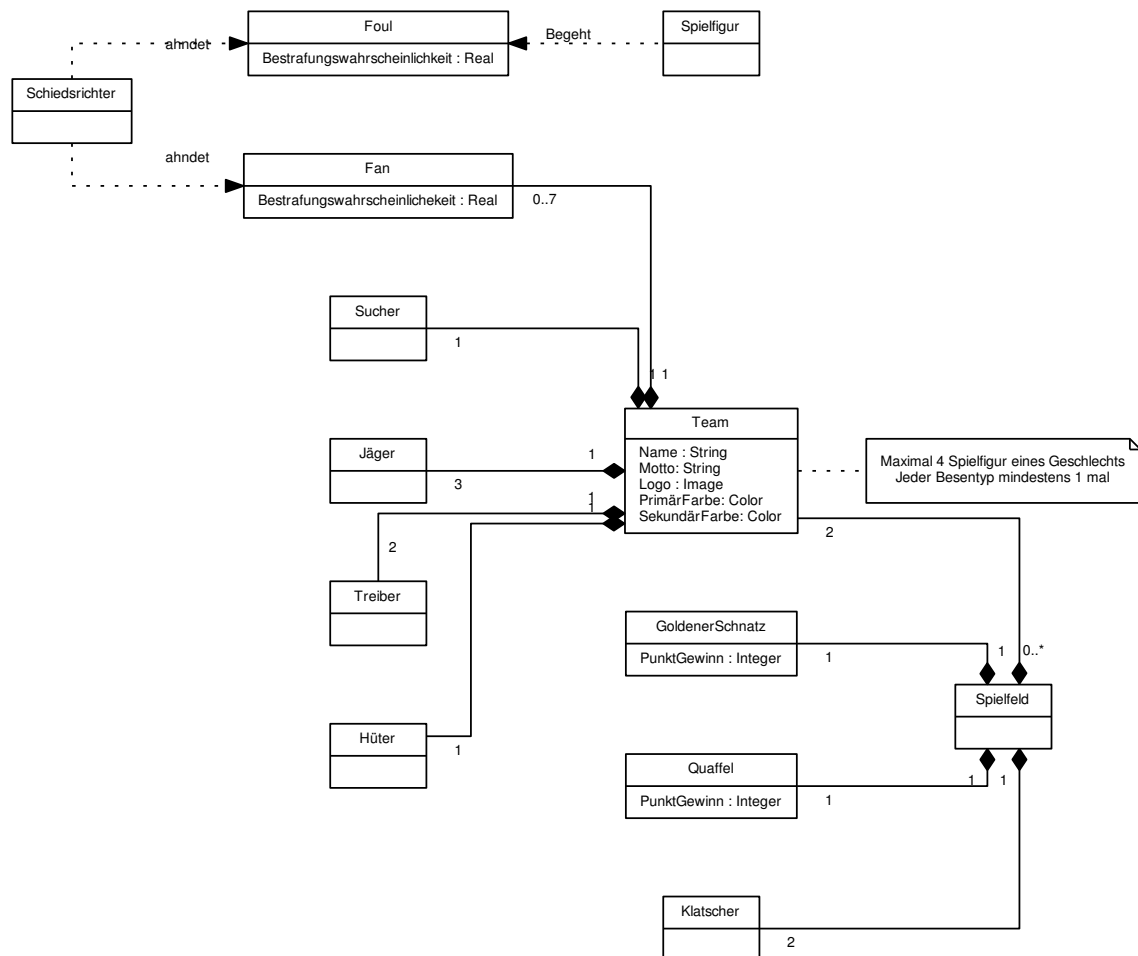 Foul
Bestrafungswahrscheinlichkeit : Real
Spielfigur
Begeht
ahndet
Schiedsrichter
ahndet
Fan
Bestrafungswahrscheinlichekeit : Real
0..7
Sucher
1
1
1
Team
Name : String
Motto: String
Logo : Image
PrimärFarbe: Color
SekundärFarbe: Color
Maximal 4 Spielfigur eines Geschlechts
Jeder Besentyp mindestens 1 mal
Jäger
1
3
1
1
2
2
Treiber
GoldenerSchnatz
PunktGewinn : Integer
1
1
0..*
Spielfeld
Hüter
1
Quaffel
PunktGewinn : Integer
1
1
1
Klatscher
2